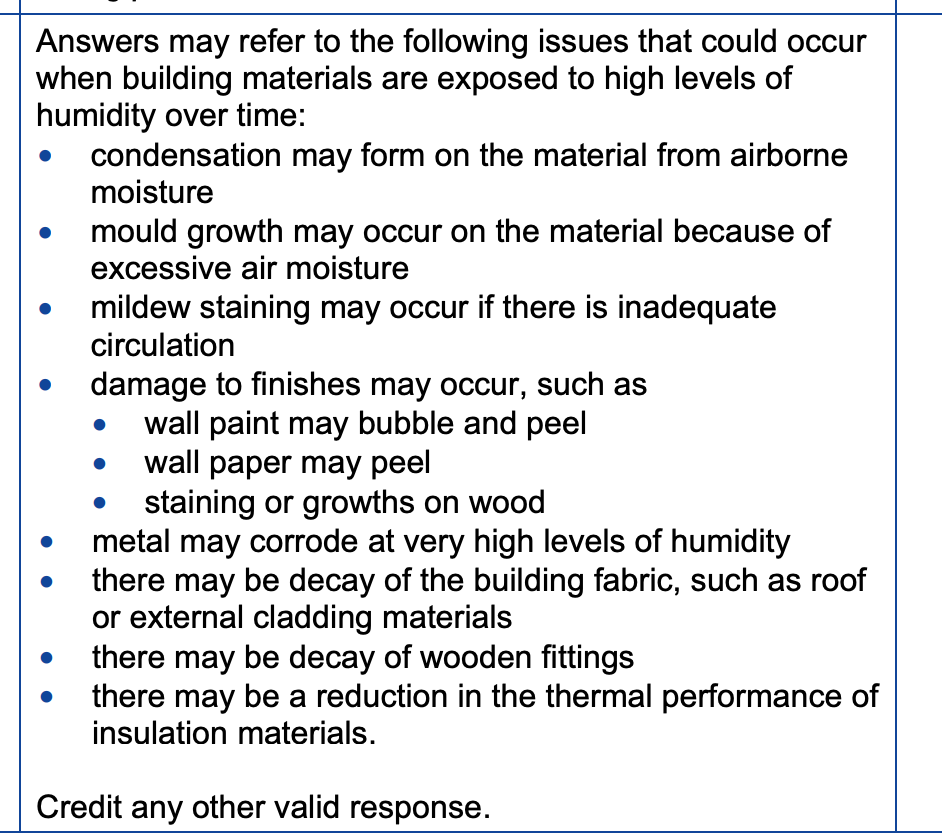 Answers may refer to the following issues that could occur
when building materials are exposed to high levels of
humidity over time:
• condensation may form on the material from airborne
moisture
• mould growth may occur on the material because of
excessive air moisture
• mildew staining may occur if there is inadequate
circulation
• damage to finishes may occur, such as
• wall paint may bubble and peel
• wall paper may peel
• staining or growths on wood
• metal may corrode at very high levels of humidity
• there may be decay of the building fabric, such as roof
or external cladding materials
• there may be decay of wooden fittings
• there may be a reduction in the thermal performance of
insulation materials.
Credit any other valid response.